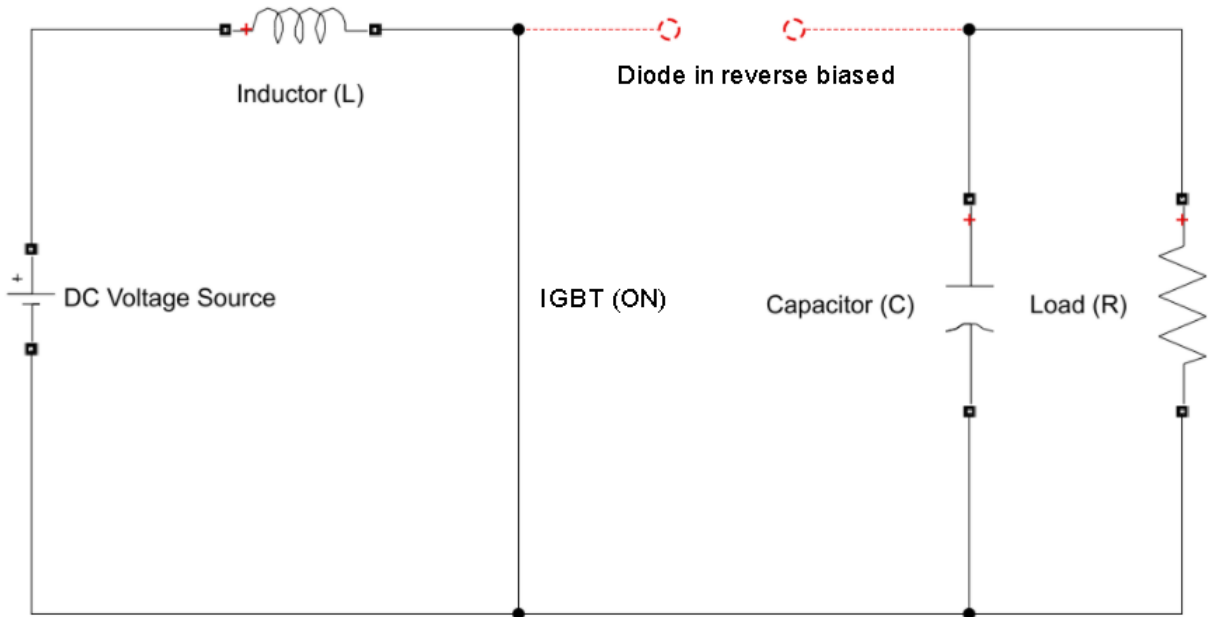 Inductor (L)
Diode in reverse biased
DC Voltage Source
IGBT (ON)
Capacitor (C)
Load (R)